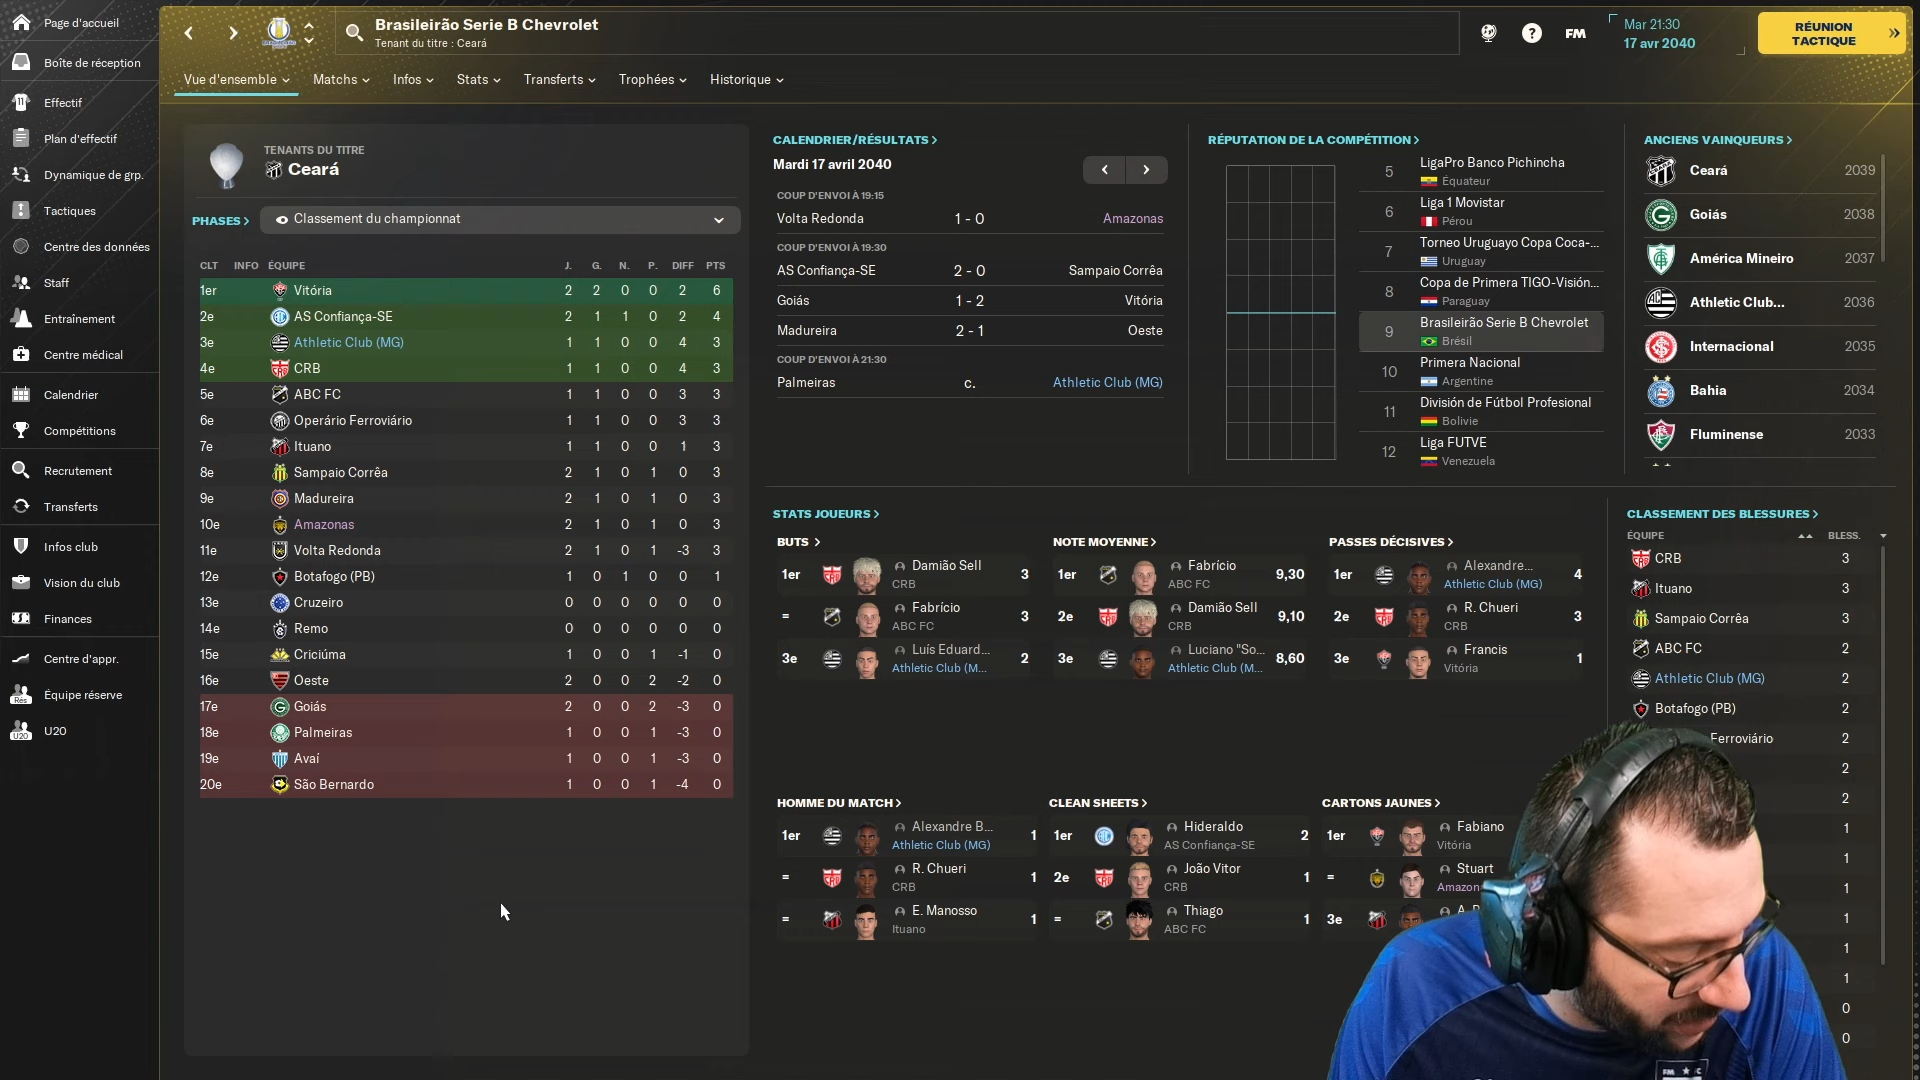 Page d'accueil
Boîte de réception
Effectif
Plan d'effectif
Dynamique de grp.
Tactiques
Centre des données
Staff
Entraînement
Centre médical
Calendrier
Compétitions
Recrutement
Transferts
Infos club
Vision du club
Finances
Centre d'appr.
Rés
Équipe réserve
U20
U20
Brasileirão Serie B Chevrolet
Tenant du titre : Ceará
FM
Mar 21:30
17 avr 2040
RÉUNION
TACTIQUE
Vue d'ensemble
Matchs
Infos
Stats
Transferts
Trophées
Historique
TENANTS DU TITRE
Ceará
PHASES
Classement du championnat
CLT INFO ÉQUIPE J. G. N. P. DIFF PTS
1er Vitória 2 2 0 0 2 6
2e AS Confiança-SE 2 1 1 0 2 4
3e Athletic Club (MG) 1 1 0 0 4 3
4e CRB 1 1 0 0 4 3
5e ABC FC 1 1 0 0 3 3
6e Operário Ferroviário 1 1 0 0 3 3
7e Ituano 1 1 0 0 1 3
8e Sampaio Corrêa 2 1 0 1 0 3
9e Madureira 2 1 0 1 0 3
10e Amazonas 2 1 0 1 0 3
11e Volta Redonda 2 1 0 1 -3 3
12e Botafogo (PB) 1 0 1 0 0 1
13e Cruzeiro 0 0 0 0 0 0
14e Remo 0 0 0 0 0 0
15e Criciúma 1 0 0 1 -1 0
16e Oeste 2 0 0 2 -2 0
17e Goiás 2 0 0 2 -3 0
18e Palmeiras 1 0 0 1 -3 0
19e Avaí 1 0 0 1 -3 0
20e São Bernardo 1 0 0 1 -4 0
CALENDRIER/RÉSULTATS
Mardi 17 avril 2040
COUP D'ENVOI À 19:15
Volta Redonda 1 - 0 Amazonas
COUP D'ENVOI À 19:30
AS Confiança-SE 2 - 0 Sampaio Corrêa
Goiás 1 - 2 Vitória
Madureira 2 - 1 Oeste
COUP D'ENVOI À 21:30
Palmeiras c. Athletic Club (MG)
RÉPUTATION DE LA COMPÉTITION
5 LigaPro Banco Pichincha
Équateur
6 Liga 1 Movistar
Pérou
7 Torneo Uruguayo Copa Coca-...
Uruguay
8 Copa de Primera TIGO-Visión...
Paraguay
9 Brasileirão Serie B Chevrolet
Brésil
10 Primera Nacional
Argentine
11 División de Fútbol Profesional
Bolivie
12 Liga FUTVE
Venezuela
ANCIENS VAINQUEURS
Ceará 2039
Goiás 2038
América Mineiro 2037
Athletic Club... 2036
Internacional 2035
Bahia 2034
Fluminense 2033
STATS JOUEURS
BUTS
1er Damião Sell 3
CRB
= Fabrício 3
ABC FC
3e Luís Eduard... 2
Athletic Club (M...
NOTE MOYENNE
1er Fabrício 9,30
ABC FC
2e Damião Sell 9,10
CRB
3e Luciano "So... 8,60
Athletic Club (M...
PASSES DÉCISIVES
1er Alexandre... 4
Athletic Club (MG)
2e R. Chueri 3
CRB
3e Francis 1
Vitória
HOMME DU MATCH
1er Alexandre B... 1
Athletic Club (MG)
= R. Chueri 1
CRB
= E. Manosso 1
Ituano
CLEAN SHEETS
1er Hideraldo 2
AS Confiança-SE
2e João Vitor 1
CRB
= Thiago 1
ABC FC
CARTONS JAUNES
1er Fabiano
Vitória
= Stuart
Amazon
3e A.
CLASSEMENT DES BLESSURES
ÉQUIPE BLESS.
CRB 3
Ituano 3
Sampaio Corrêa 3
ABC FC 2
Athletic Club (MG) 2
Botafogo (PB) 2
Ferroviário 2
2
2
1
1
1
1
1
1
0
0